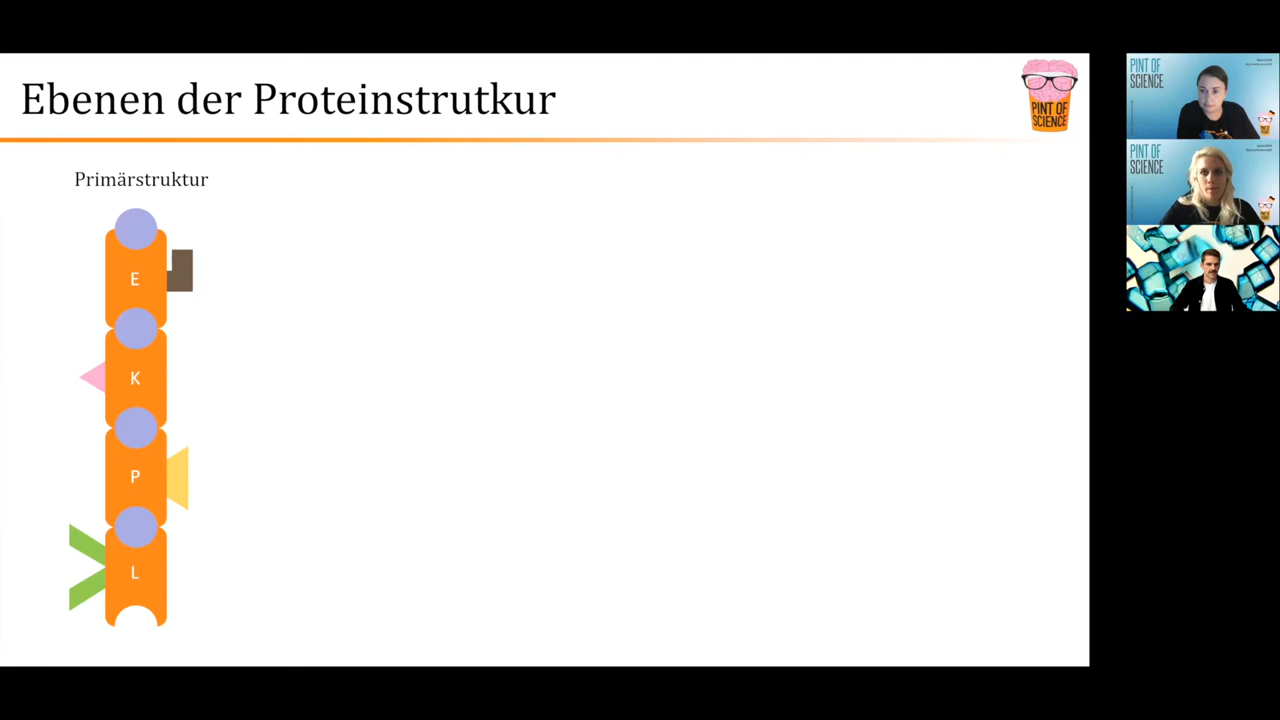 Ebenen der Proteinstrutkur
PINT OF
SCIENCE
Primärstruktur
E
K
P
L
PINT OF
SCIENCE
PINT OF
SCIENCE